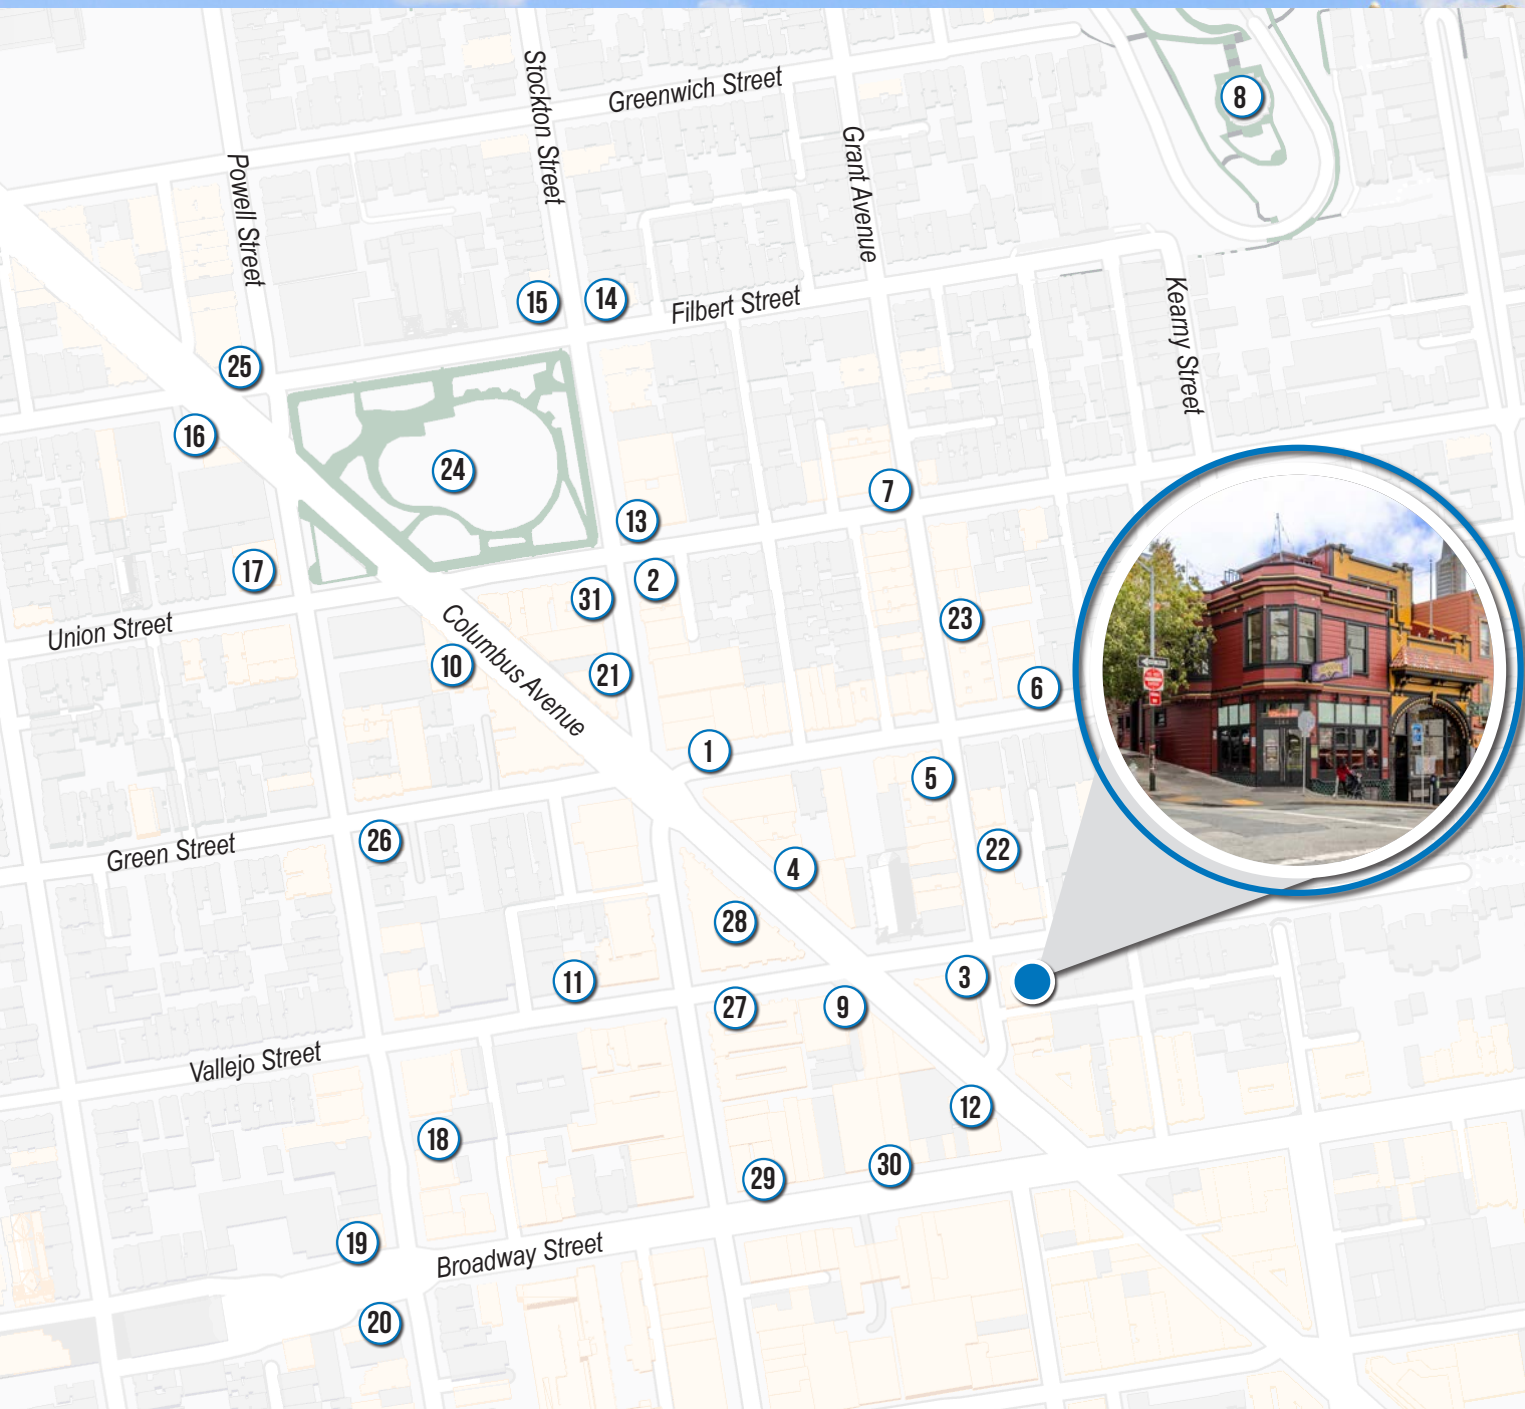 Greenwich Street
Stockton Street
8
Grant Avenue
Powell Street
15
14
Filbert Street
Kearny Street
25
16
24
7
13
17
2
31
Union Street
Columbus Avenue
23
10
21
6
1
5
26
Green Street
22
4
28
11
3
27
9
Vallejo Street
12
18
30
29
19
Broadway Street
20